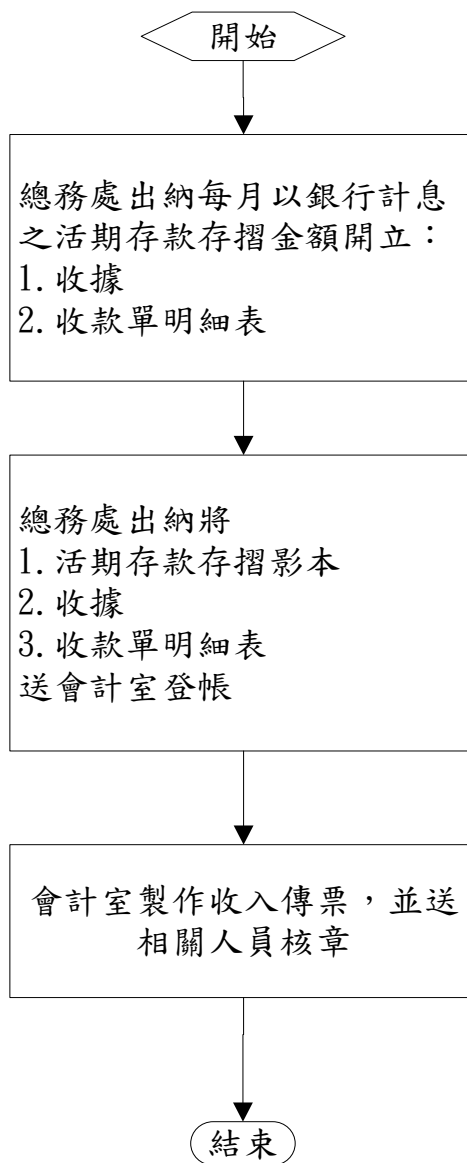 開始
總務處出納每月以銀行計息
之活期存款存摺金額開立：
1.收據
2.收款單明細表
總務處出納將
1.活期存款存摺影本
2.收據
3.收款單明細表
送會計室登帳
會計室製作收入傳票，並送
相關人員核章
結束